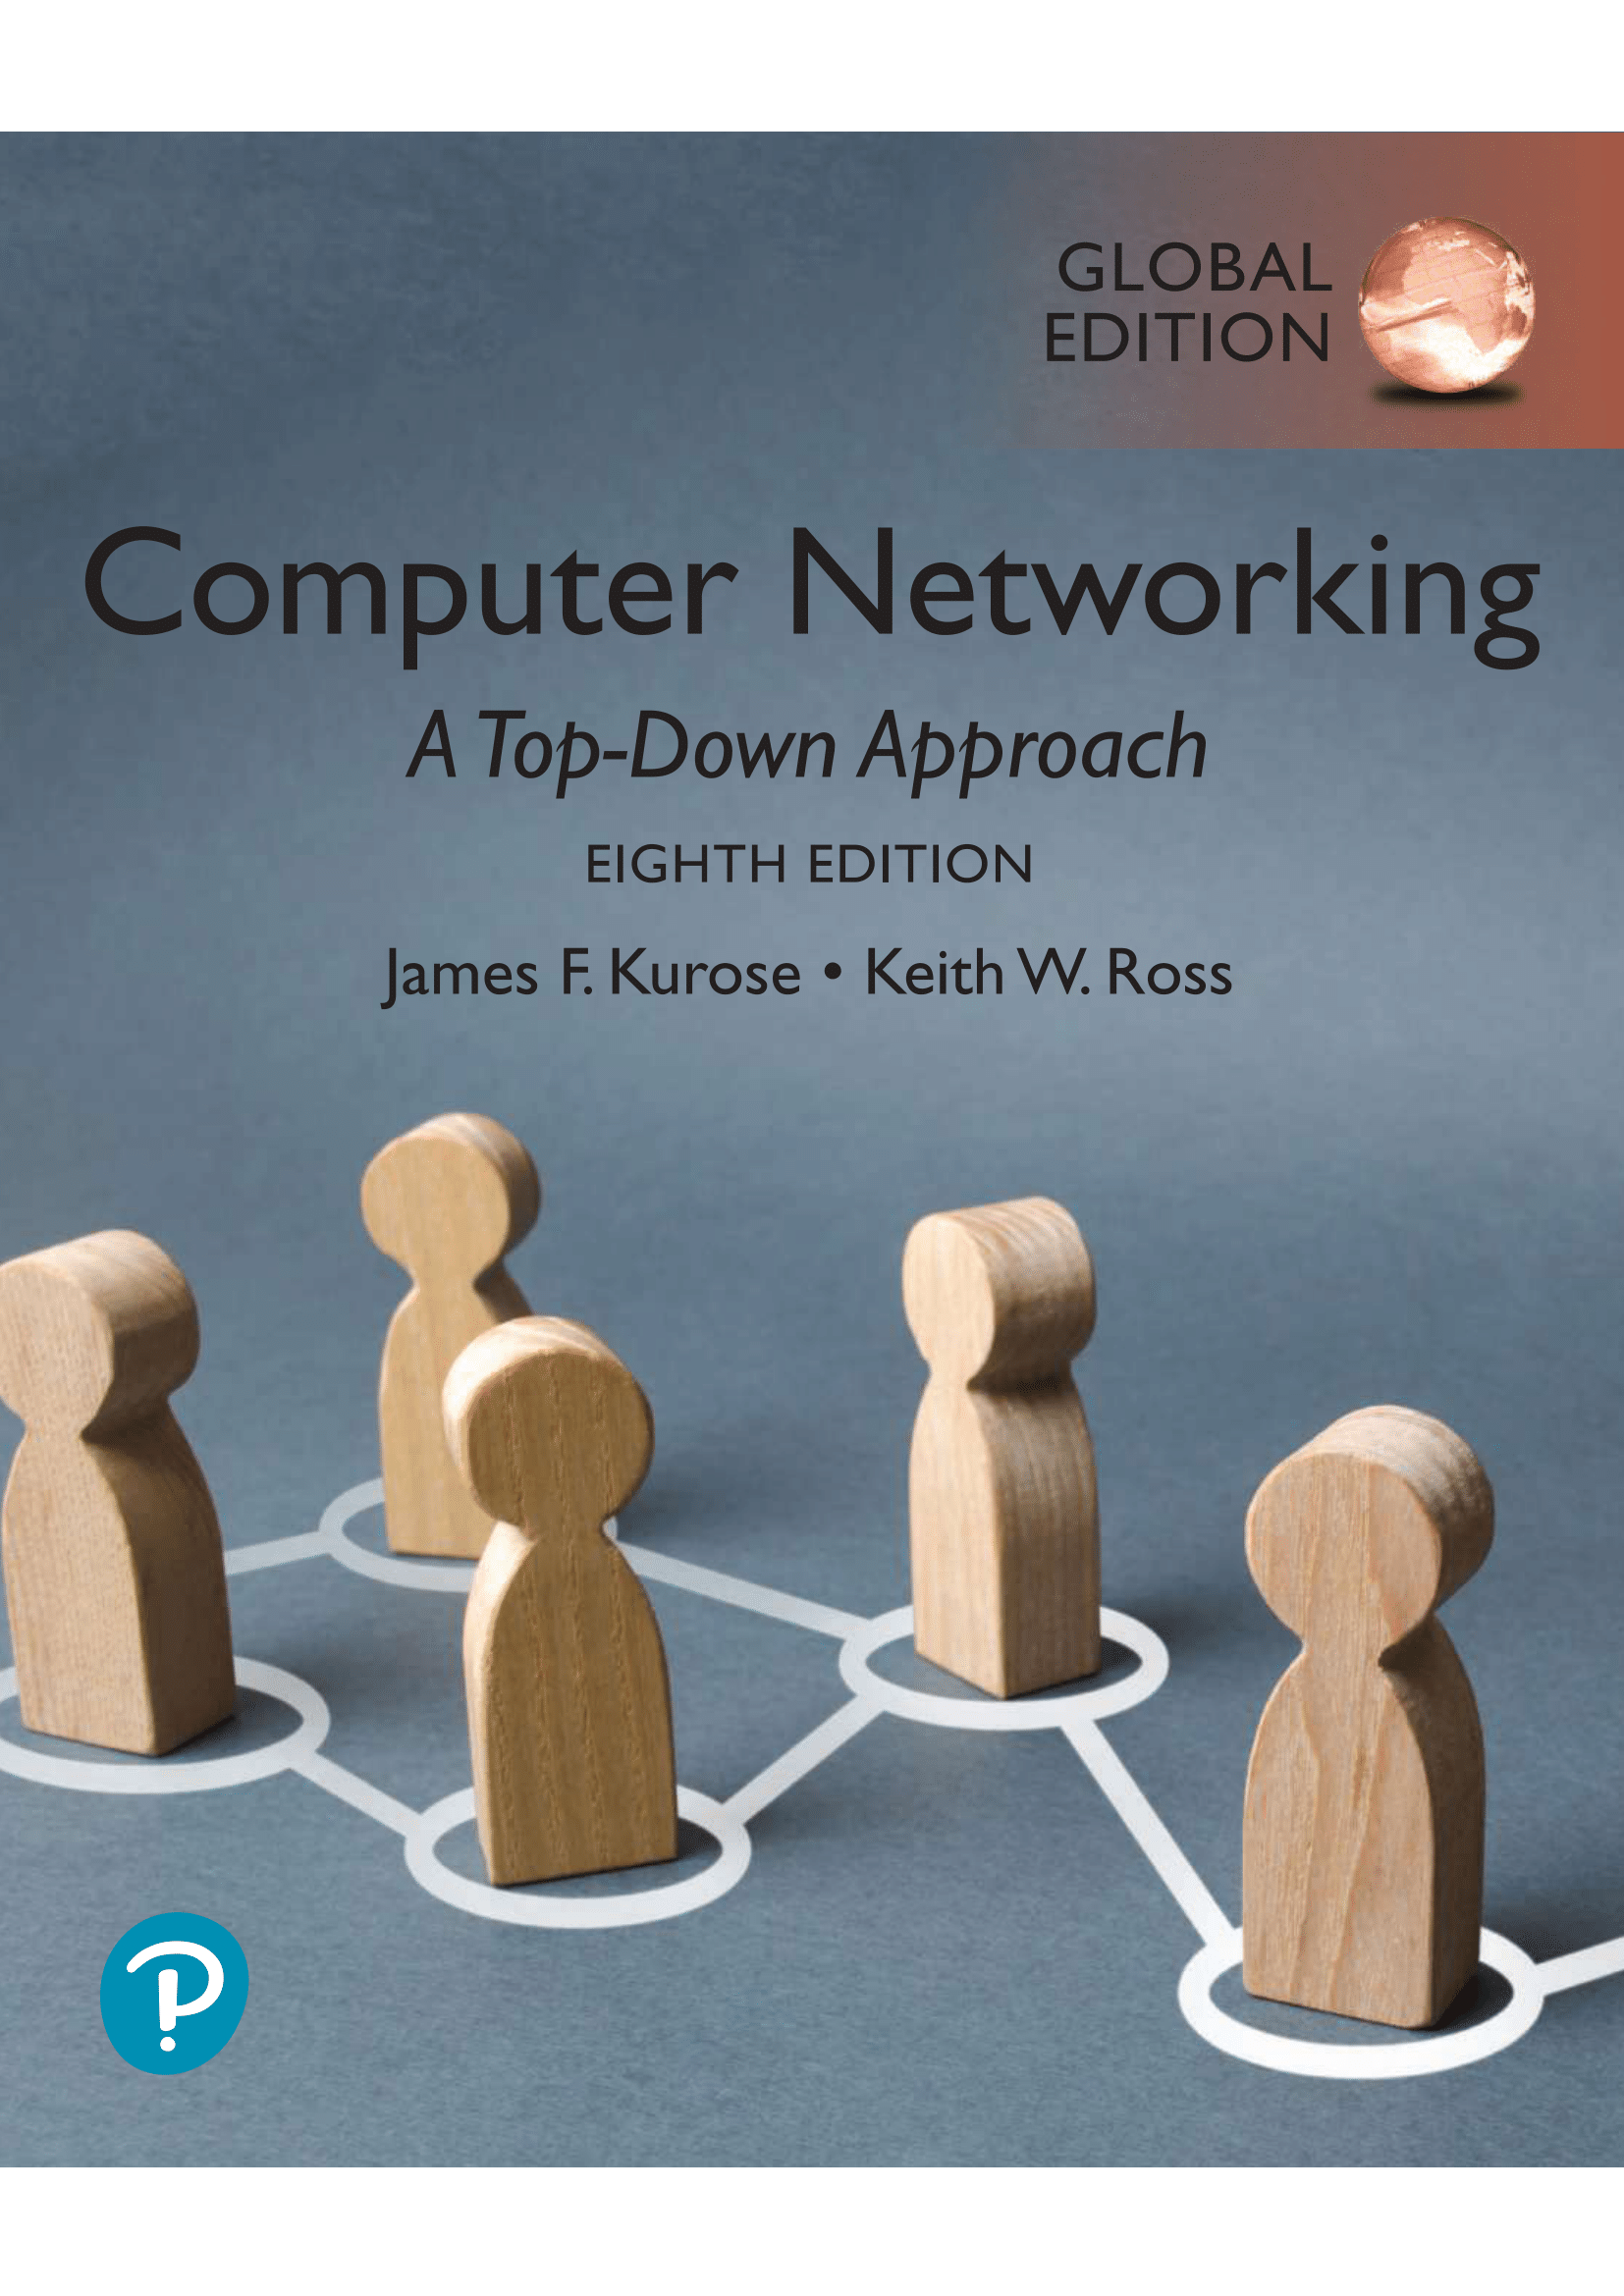 GLOBAL
EDITION
Computer Networking
A Top-Down Approach
EIGHTH EDITION
James F. Kurose • Keith W. Ross